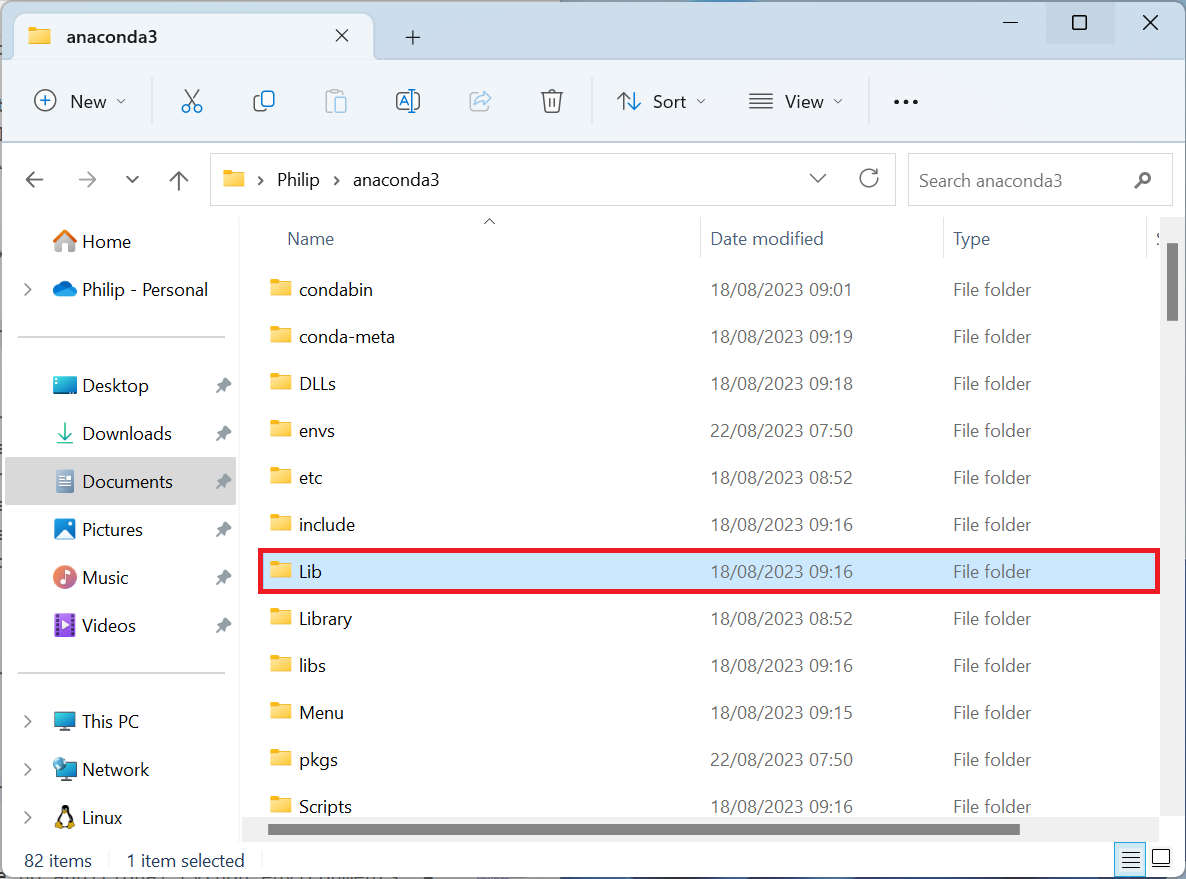 anaconda3
New
Sort
View
Philip
anaconda3
Search anaconda3
Home
Philip - Personal
Desktop
Downloads
Documents
Pictures
Music
Videos
This PC
Network
Linux
Name Date modified Type
condabin 18/08/2023 09:01 File folder
conda-meta 18/08/2023 09:19 File folder
DLLs 18/08/2023 09:18 File folder
envs 22/08/2023 07:50 File folder
etc 18/08/2023 08:52 File folder
include 18/08/2023 09:16 File folder
Lib 18/08/2023 09:16 File folder
Library 18/08/2023 08:52 File folder
libs 18/08/2023 09:16 File folder
Menu 18/08/2023 09:15 File folder
pkgs 22/08/2023 07:50 File folder
Scripts 18/08/2023 09:16 File folder
82 items 1 item selected